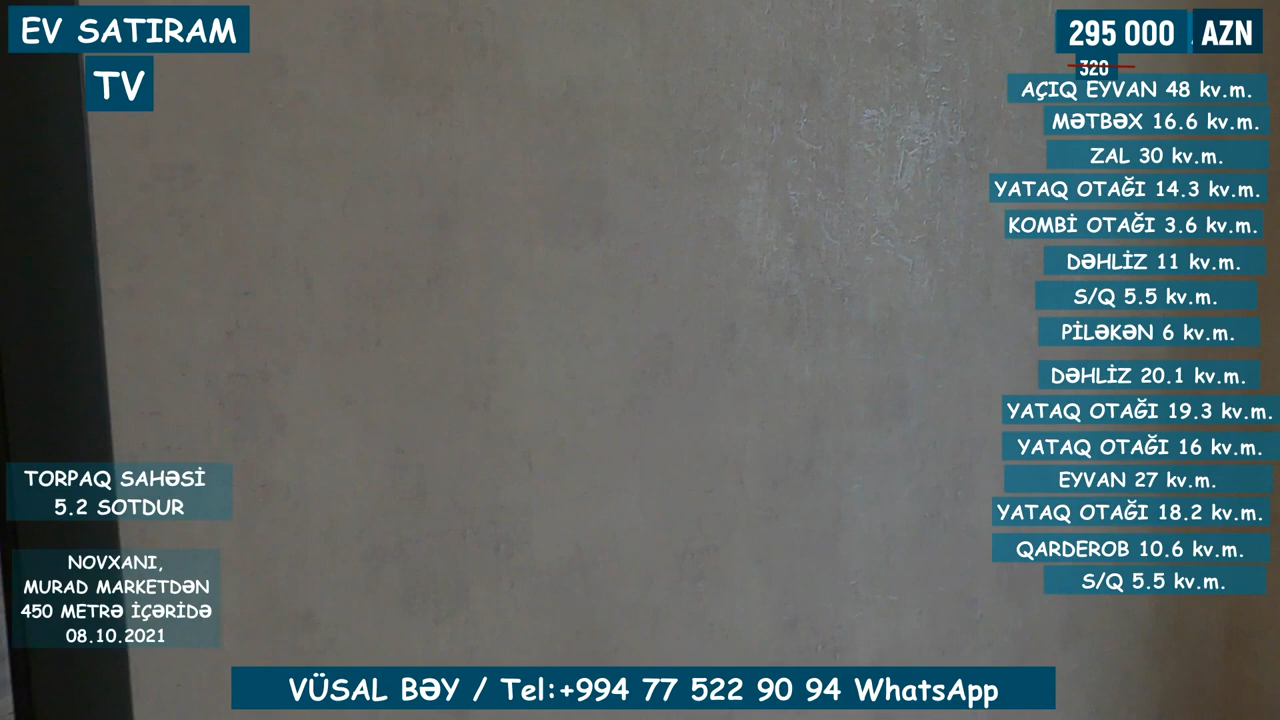 EV SATIRAM
TV
295 000 AZN
320
AÇIQ EYVAN 48 kv.m.
MƏTBƏX 16.6 kv.m.
ZAL 30 kv.m.
YATAQ OTAĞI 14.3 kv.m.
KOMBİ OTAĞI 3.6 kv.m.
DƏHLİZ 11 kv.m.
S/Q 5.5 kv.m.
PİLƏKƏN 6 kv.m.
DƏHLİZ 20.1 kv.m.
YATAQ OTAĞI 19.3 kv.m.
YATAQ OTAĞI 16 kv.m.
EYVAN 27 kv.m.
YATAQ OTAĞI 18.2 kv.m.
QARDEROB 10.6 kv.m.
S/Q 5.5 kv.m.
TORPAQ SAHƏSİ
5.2 SOTDUR
NOVXANI,
MURAD MARKETDƏN
450 METRƏ İÇƏRİDƏ
08.10.2021
VÜSAL BƏY / Tel:+994 77 522 90 94 WhatsApp